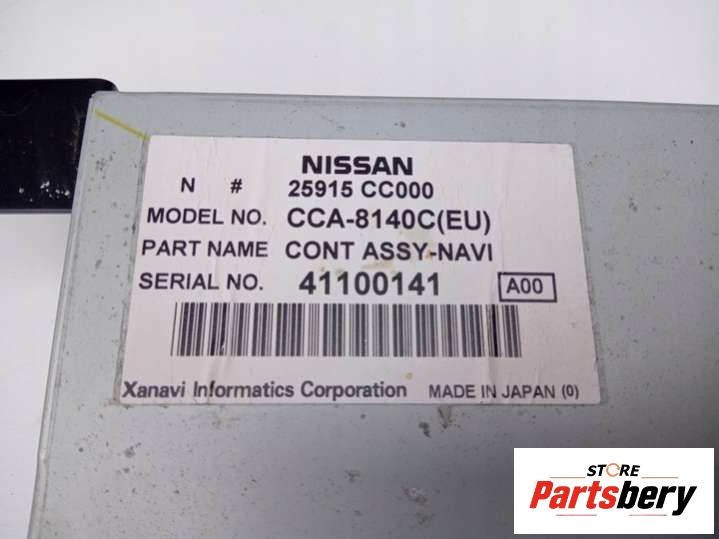 NISSAN
N # 25915 CC000
MODEL NO. CCA-8140C(EU)
PART NAME CONT ASSY-NAVI
SERIAL NO. 41100141 A00
Xanavi Informatics Corporation MADE IN JAPAN (0)
STORE
Partsbery